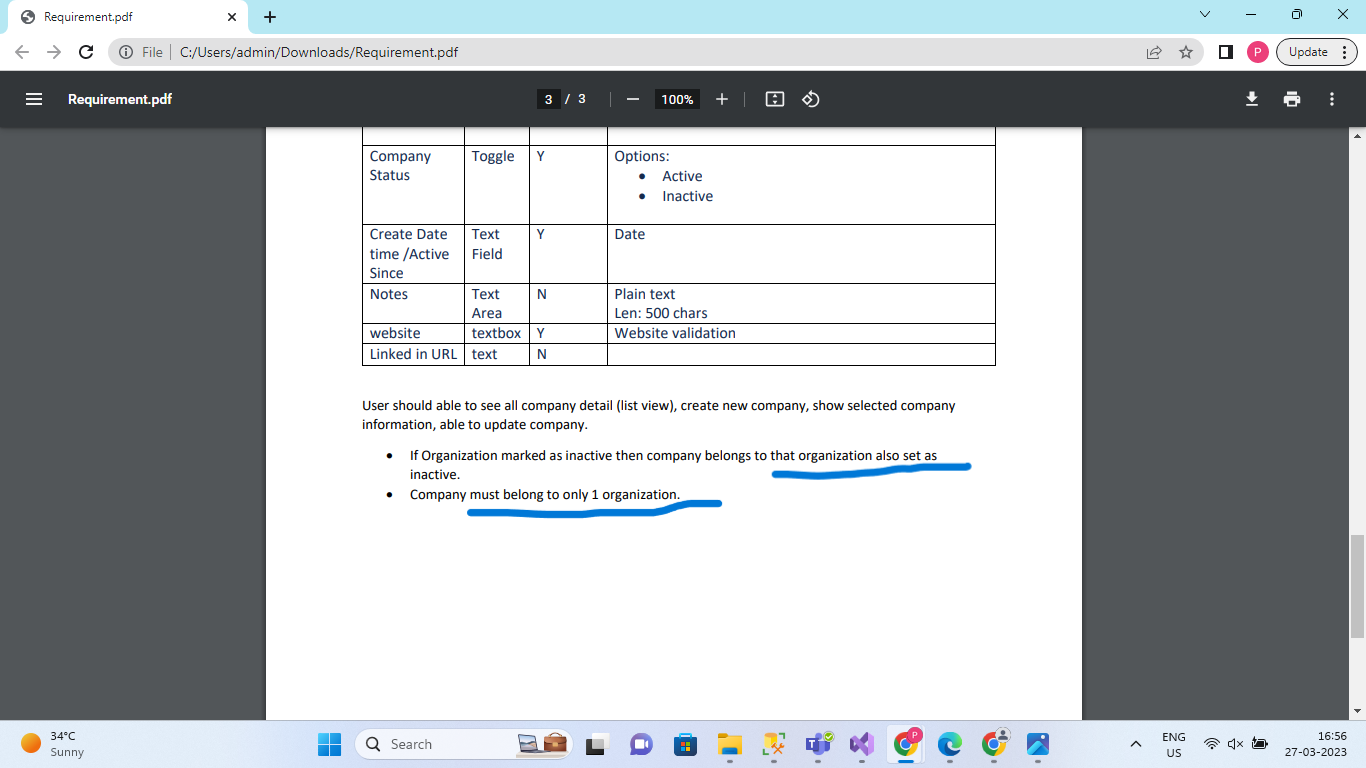 Requirement.pdf
File C:/Users/admin/Downloads/Requirement.pdf P Update
Requirement.pdf 3 / 3 100%
Company Status Toggle Y Options:
• Active
• Inactive
Create Date time /Active Since Text Field Y Date
Notes Text Area N Plain text
Len: 500 chars
website textbox Y Website validation
Linked in URL text N
User should able to see all company detail (list view), create new company, show selected company
information, able to update company.
• If Organization marked as inactive then company belongs to that organization also set as
inactive.
• Company must belong to only 1 organization.
34°C
Sunny
Search
P
ENG
US
16:56
27-03-2023